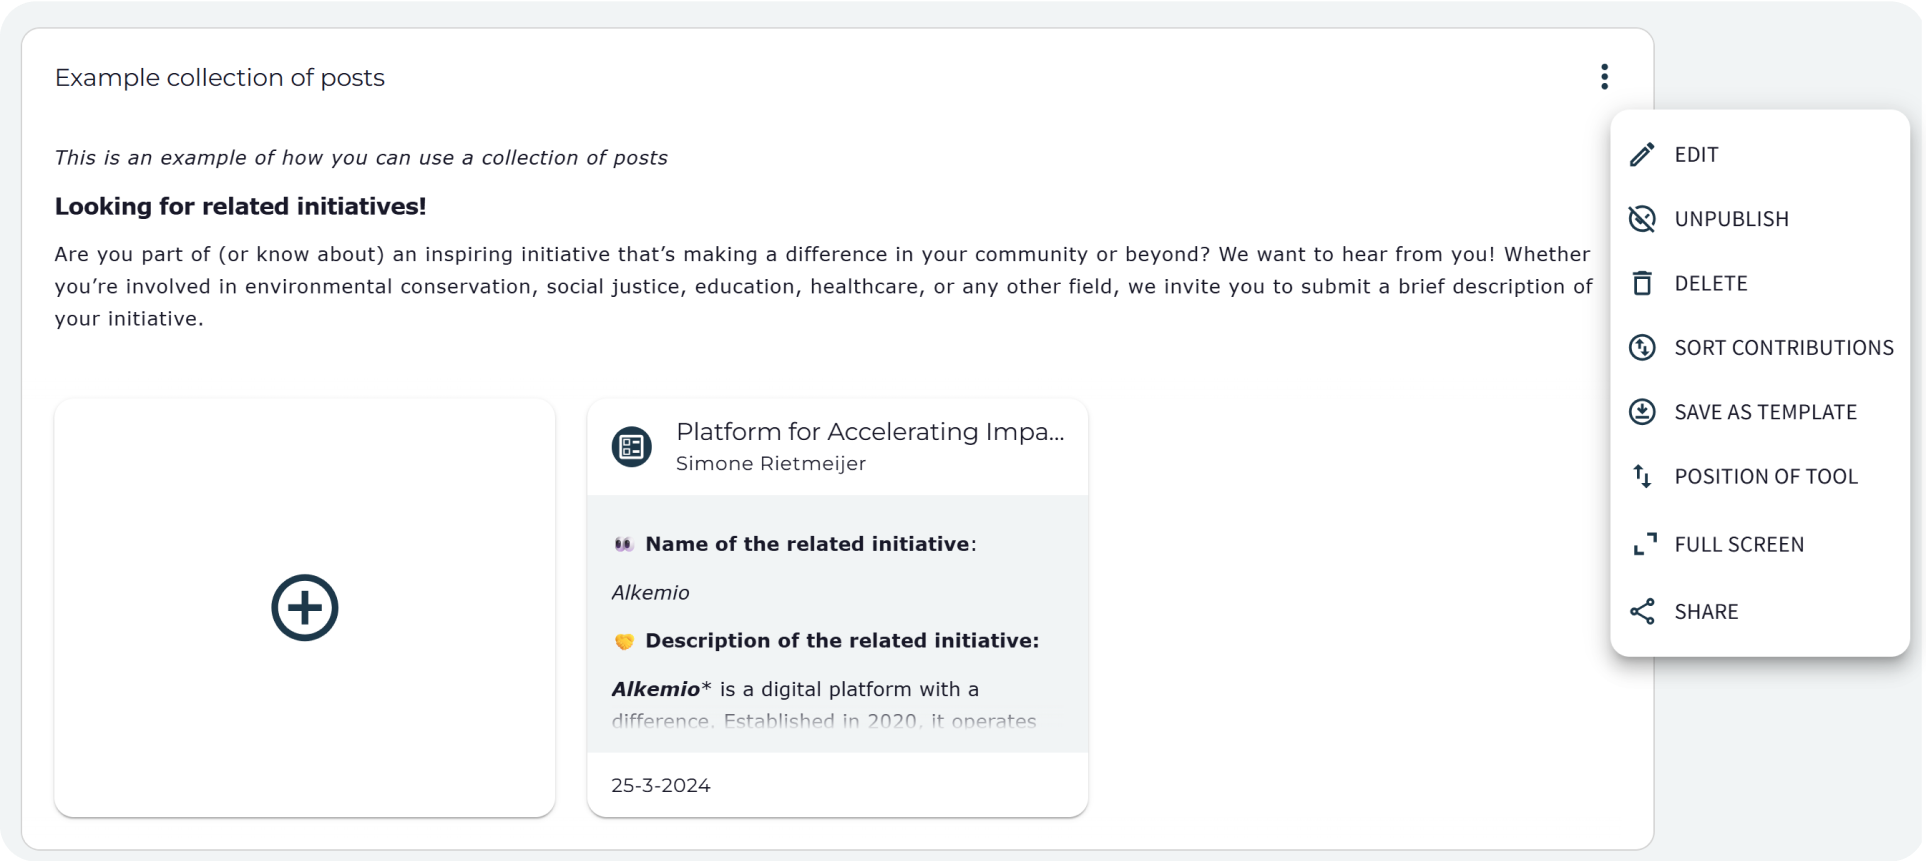 Example collection of posts
This is an example of how you can use a collection of posts
Looking for related initiatives!
Are you part of (or know about) an inspiring initiative that’s making a difference in your community or beyond? We want to hear from you! Whether
you’re involved in environmental conservation, social justice, education, healthcare, or any other field, we invite you to submit a brief description of
your initiative.
Platform for Accelerating Impa...
Simone Rietmeijer
👀 Name of the related initiative:
Alkemio
🤝 Description of the related initiative:
Alkemio* is a digital platform with a
difference. Established in 2020, it operates
25-3-2024
EDIT
UNPUBLISH
DELETE
SORT CONTRIBUTIONS
SAVE AS TEMPLATE
POSITION OF TOOL
FULL SCREEN
SHARE